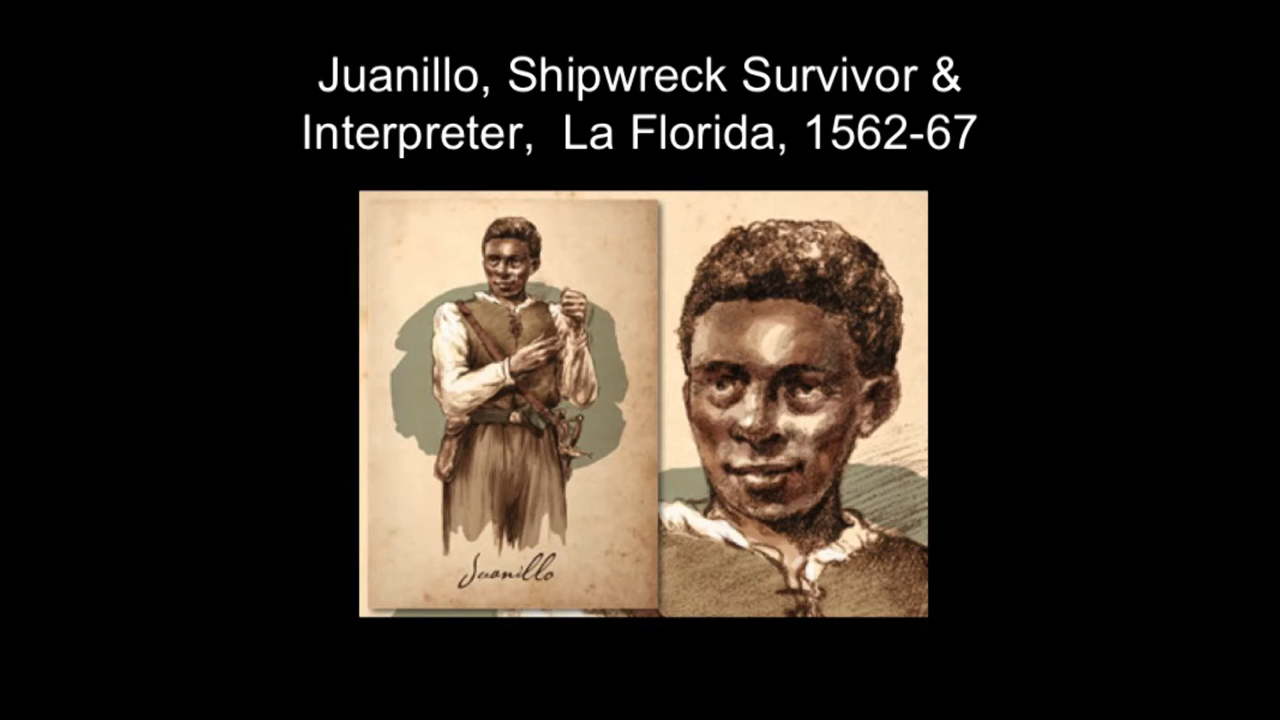 Juanillo, Shipwreck Survivor &
Interpreter,  La Florida, 1562-67
Juanillo